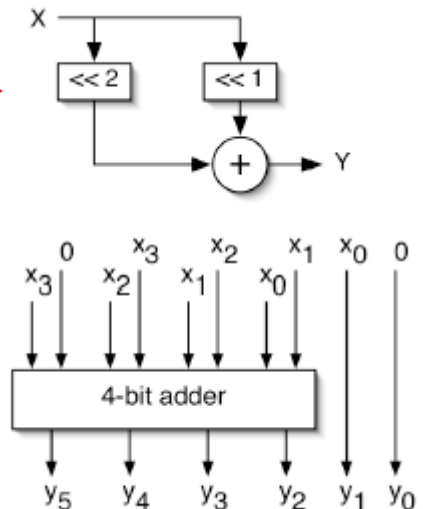 X
<< 2 << 1
+ Y
0 x₃ x₂ x₁ x₀ 0
x₃ x₂ x₁ x₀
4-bit adder
y₅ y₄ y₃ y₂ y₁ y₀